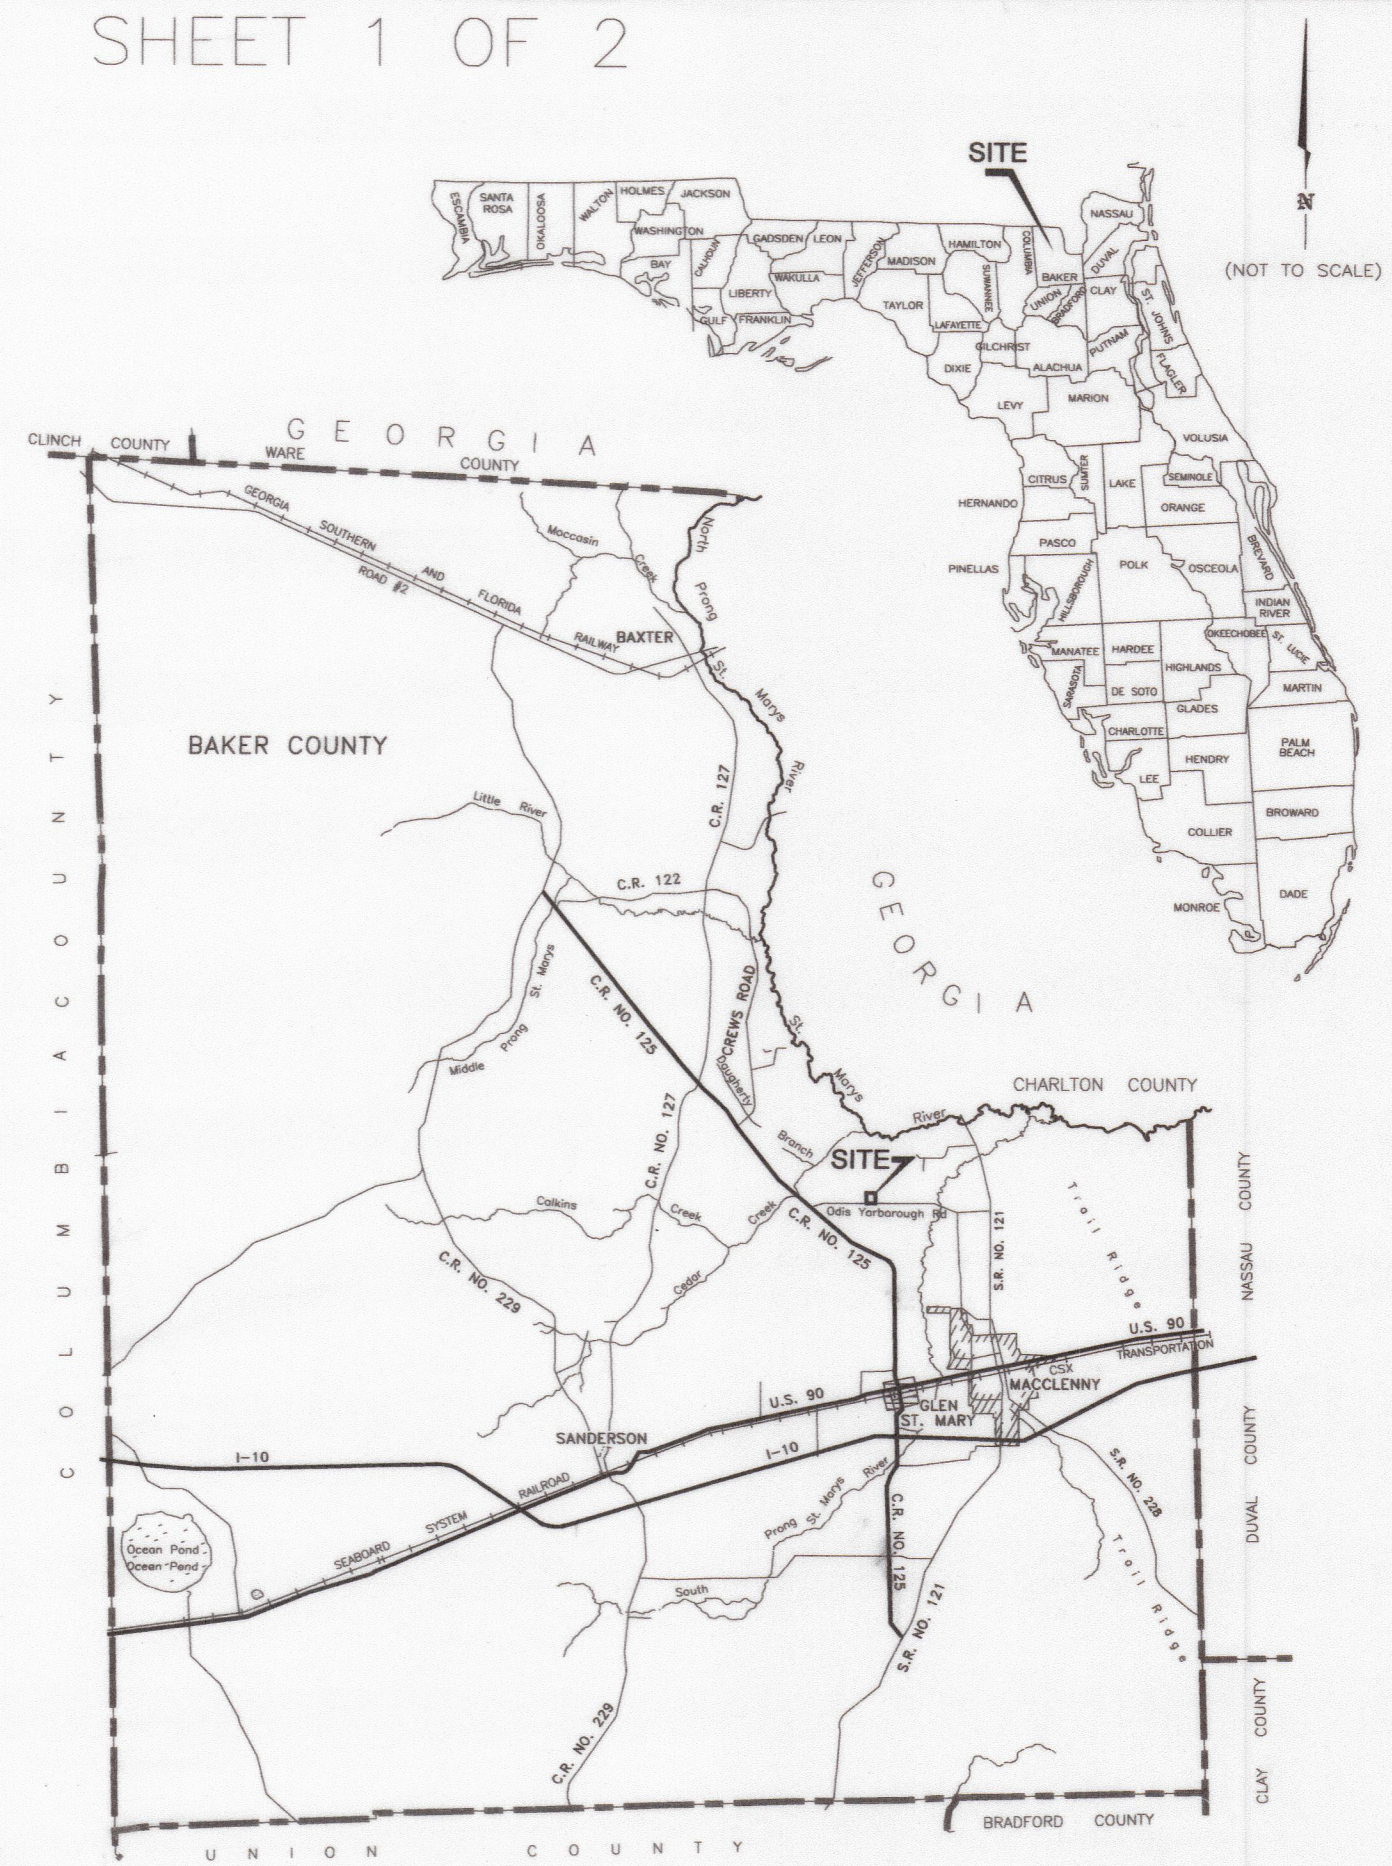 SHEET 1 OF 2
N
(NOT TO SCALE)
SITE
ESCAMBIA
SANTA
ROSA
OKALOOSA
WALTON
HOLMES
JACKSON
WASHINGTON
BAY
CALHOUN
GULF
LIBERTY
GADSDEN
FRANKLIN
LEON
WAKULLA
JEFFERSON
MADISON
TAYLOR
HAMILTON
SUWANNEE
LAFAYETTE
DIXIE
COLUMBIA
GILCHRIST
BAKER
UNION
BRADFORD
ALACHUA
NASSAU
DUVAL
CLAY
PUTNAM
ST. JOHNS
FLAGLER
LEVY
MARION
VOLUSIA
CITRUS
SUMTER
LAKE
SEMINOLE
HERNANDO
ORANGE
PASCO
PINELLAS
HILLSBOROUGH
POLK
OSCEOLA
BREVARD
INDIAN
RIVER
MANATEE
HARDEE
OKEECHOBEE
ST. LUCIE
HIGHLANDS
SARASOTA
DE SOTO
MARTIN
GLADES
CHARLOTTE
LEE
HENDRY
PALM
BEACH
BROWARD
COLLIER
MONROE
DADE
CLINCH COUNTY
GEORGIA
WARE COUNTY
GEORGIA SOUTHERN AND FLORIDA RAILWAY
ROAD #2
Moccasin Creek
North Prong St. Marys River
BAXTER
BAKER COUNTY
COLUMBIA COUNTY
C.R. 127
Little River
C.R. 122
GEORGIA
C.R. NO. 125
CREWS ROAD
Middle Prong St. Marys
Daugherty Branch
St. Marys River
CHARLTON COUNTY
C.R. NO. 127
SITE
Odis Yarborough Rd
Calkins Creek
Cedar Creek
C.R. NO. 125
C.R. NO. 229
S.R. NO. 121
Trail Ridge
NASSAU COUNTY
U.S. 90
CSX TRANSPORTATION
MACCLENNY
GLEN
ST. MARY
U.S. 90
SANDERSON
I-10
I-10
SEABOARD SYSTEM RAILROAD
Ocean Pond
Ocean Pond
South Prong St. Marys River
C.R. NO. 125
S.R. NO. 228
Trail Ridge
DUVAL COUNTY
S.R. NO. 121
C.R. NO. 229
CLAY COUNTY
BRADFORD COUNTY
UNION COUNTY